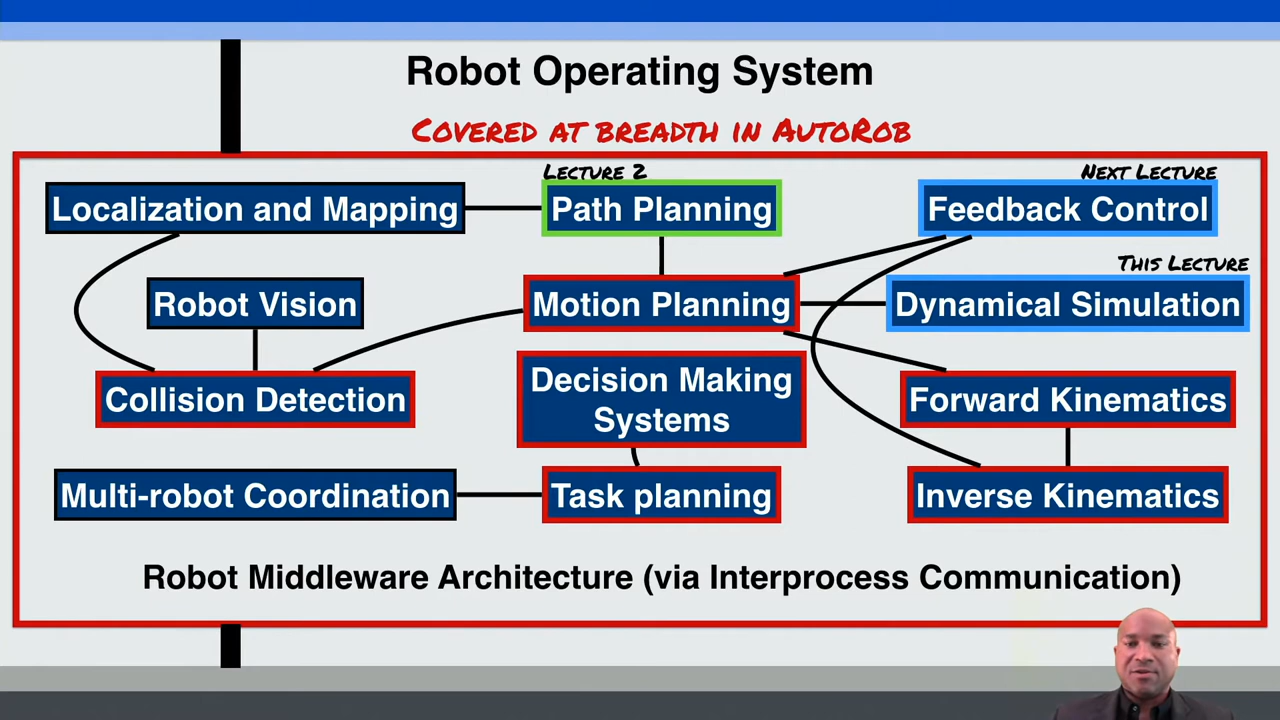 Robot Operating System
COVERED AT BREADTH IN AUTOROB
LECTURE 2
NEXT LECTURE
Localization and Mapping
Path Planning
Feedback Control
THIS LECTURE
Robot Vision
Motion Planning
Dynamical Simulation
Collision Detection
Decision Making
Systems
Forward Kinematics
Multi-robot Coordination
Task planning
Inverse Kinematics
Robot Middleware Architecture (via Interprocess Communication)